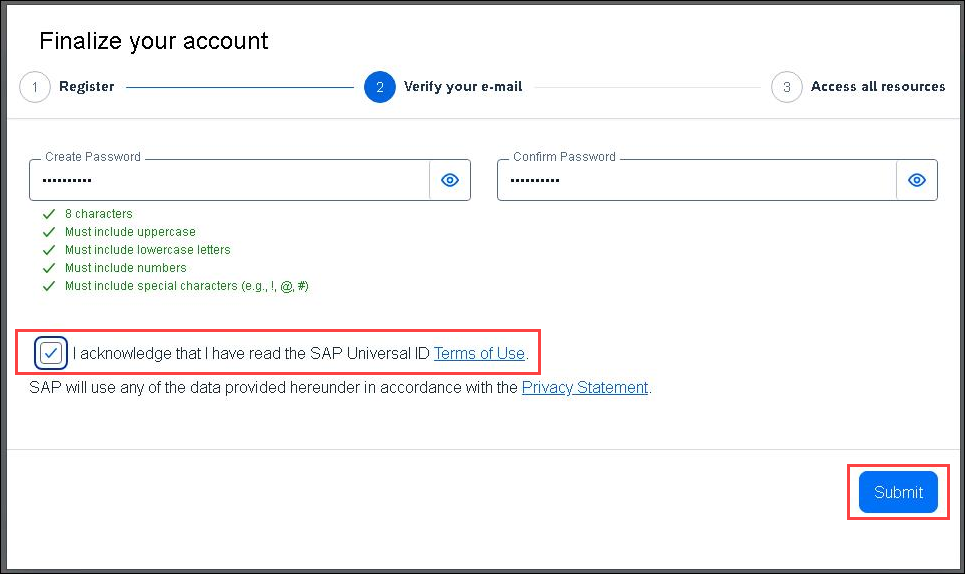 Finalize your account
1 Register 2 Verify your e-mail 3 Access all resources
Create Password Confirm Password
•••••••••• ••••••••••
8 characters
Must include uppercase
Must include lowercase letters
Must include numbers
Must include special characters (e.g., !, @, #)
I acknowledge that I have read the SAP Universal ID Terms of Use.
SAP will use any of the data provided hereunder in accordance with the Privacy Statement.
Submit